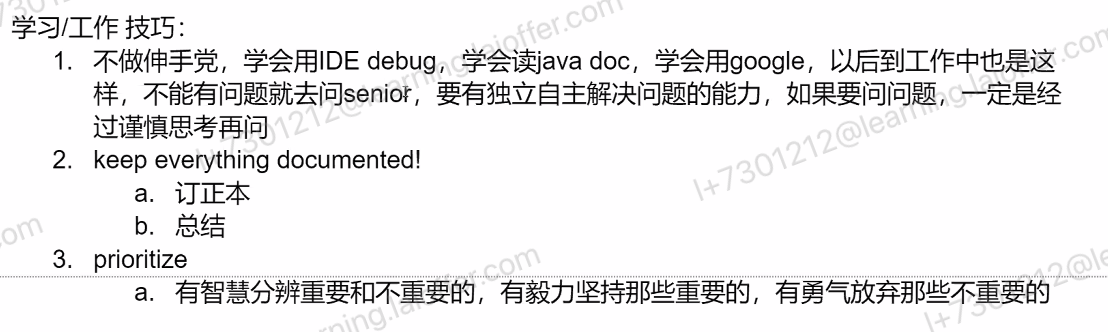 学习/工作 技巧：
1. 不做伸手党，学会用IDE debug，学会读java doc，学会用google，以后到工作中也是这
样，不能有问题就去问senior，要有独立自主解决问题的能力，如果要问问题，一定是经
过谨慎思考再问
2. keep everything documented!
a. 订正本
b. 总结
3. prioritize
a. 有智慧分辨重要和不重要的，有毅力坚持那些重要的，有勇气放弃那些不重要的
l+7301212@learning.laioffer.com
l+7301212@learning.laioffer.com